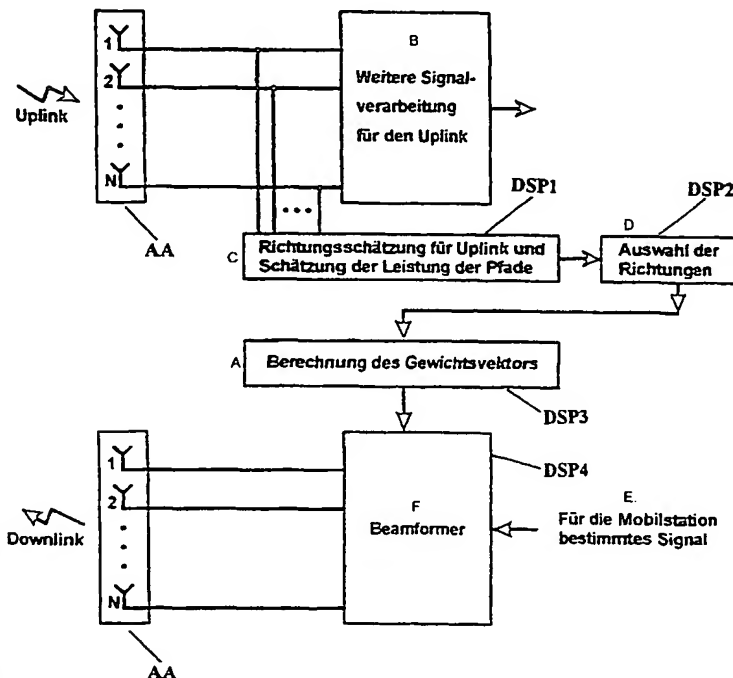 1
B
2
Weitere Signal-
verarbeitung
für den Uplink
Uplink
N
DSP1
DSP2
AA
D
C
Richtungsschätzung für Uplink und
Schätzung der Leistung der Pfade
Auswahl der
Richtungen
A
Berechnung des Gewichtsvektors
DSP3
1
DSP4
2
F
Beamformer
E.
Für die Mobilstation
bestimmtes Signal
Downlink
N
AA